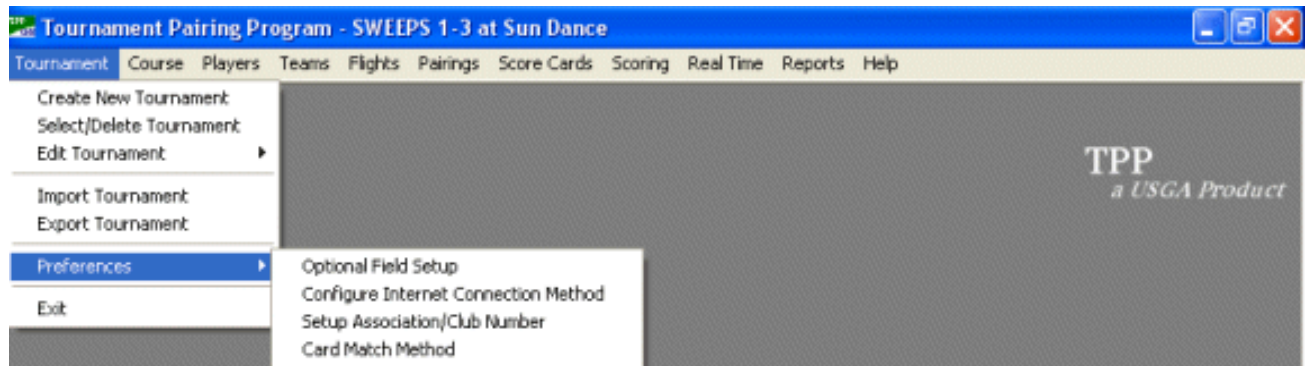 Tournament Pairing Program - SWEEPS 1-3 at Sun Dance
Tournament Course Players Teams Flights Pairings Score Cards Scoring Real Time Reports Help
Create New Tournament
Select/Delete Tournament
Edit Tournament
Import Tournament
Export Tournament
Preferences
Exit
Optional Field Setup
Configure Internet Connection Method
Setup Association/Club Number
Card Match Method
TPP
a USGA Product